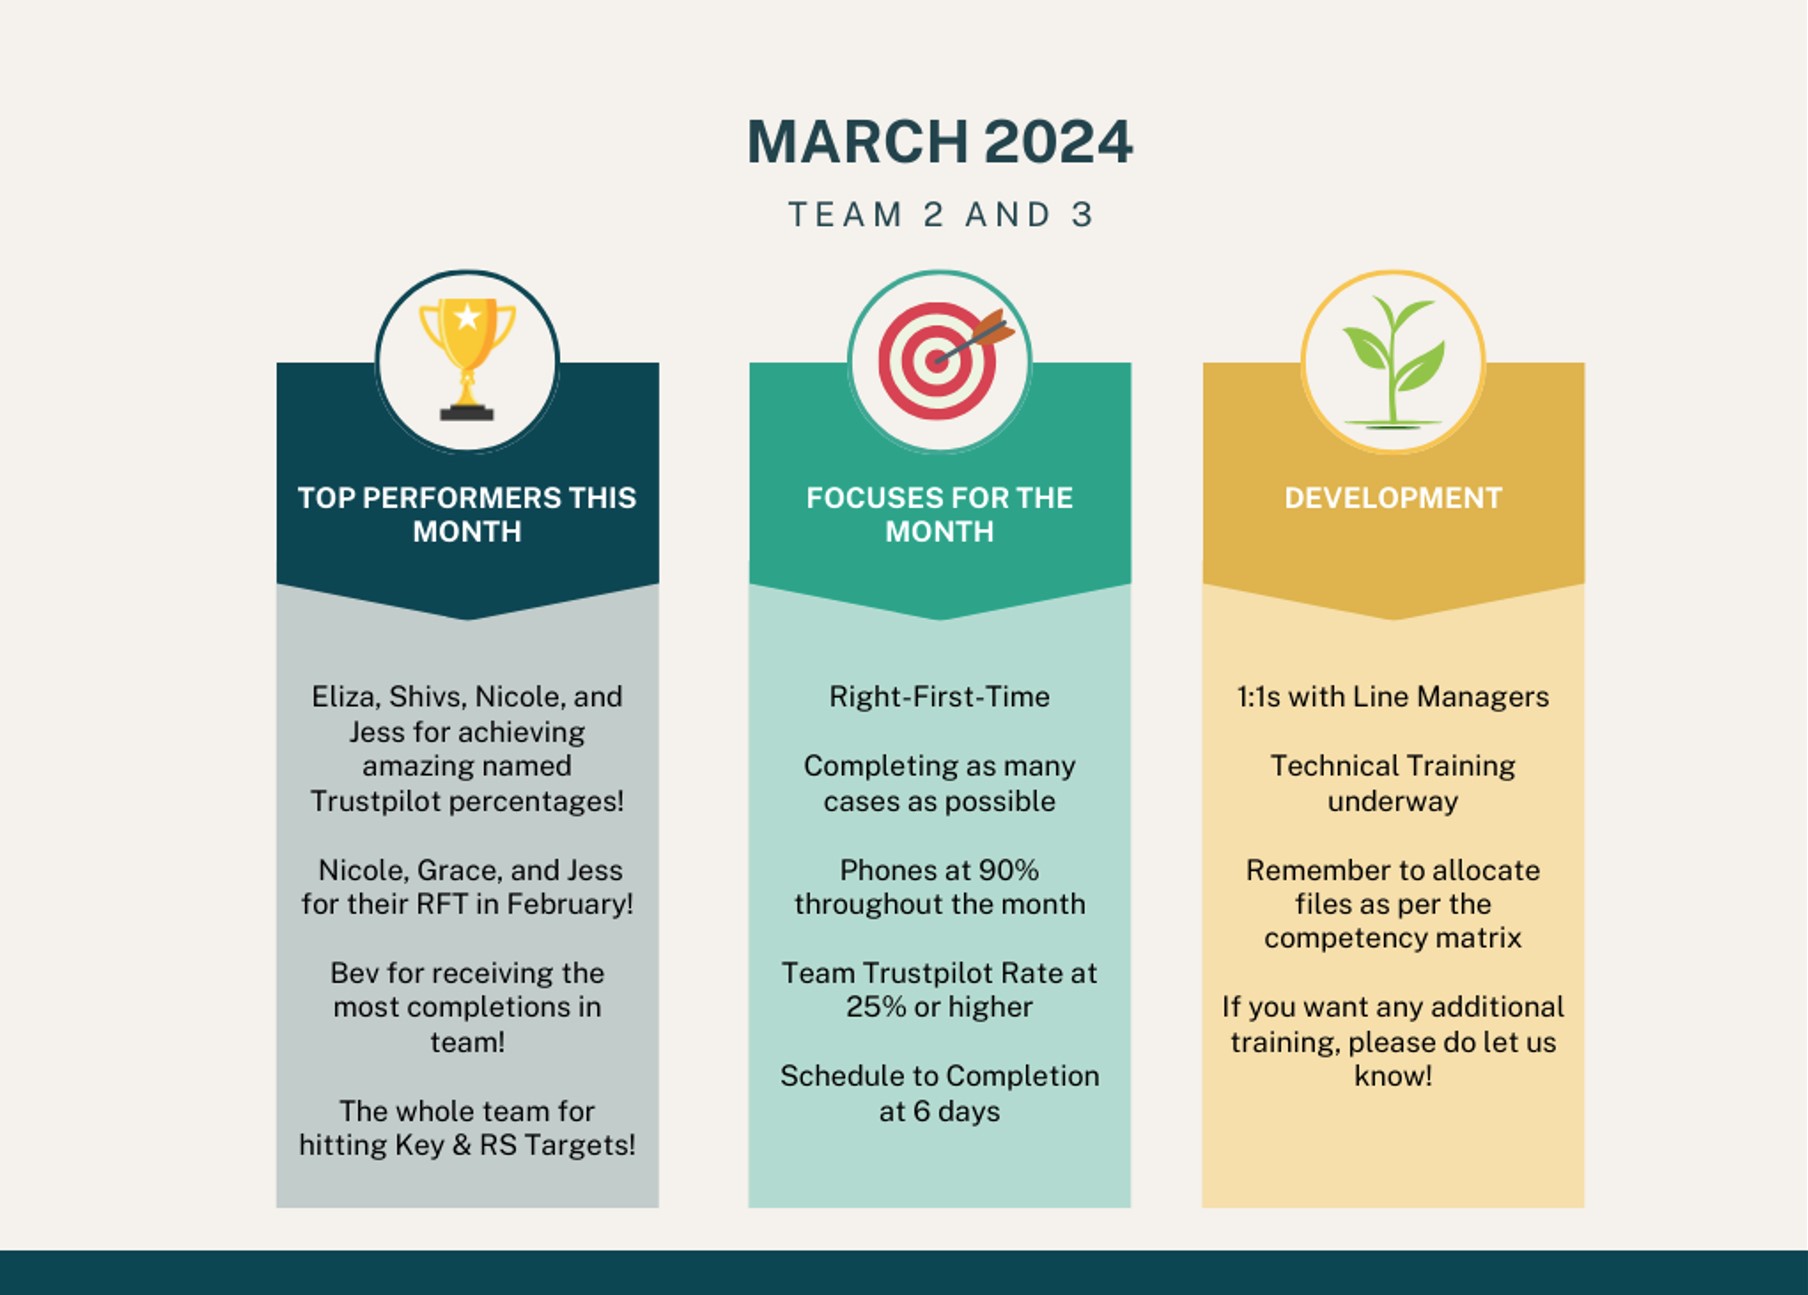 MARCH 2024
TEAM 2 AND 3
TOP PERFORMERS THIS
MONTH
Eliza, Shivs, Nicole, and
Jess for achieving
amazing named
Trustpilot percentages!
Nicole, Grace, and Jess
for their RFT in February!
Bev for receiving the
most completions in
team!
The whole team for
hitting Key & RS Targets!
FOCUSES FOR THE
MONTH
Right-First-Time
Completing as many
cases as possible
Phones at 90%
throughout the month
Team Trustpilot Rate at
25% or higher
Schedule to Completion
at 6 days
DEVELOPMENT
1:1s with Line Managers
Technical Training
underway
Remember to allocate
files as per the
competency matrix
If you want any additional
training, please do let us
know!